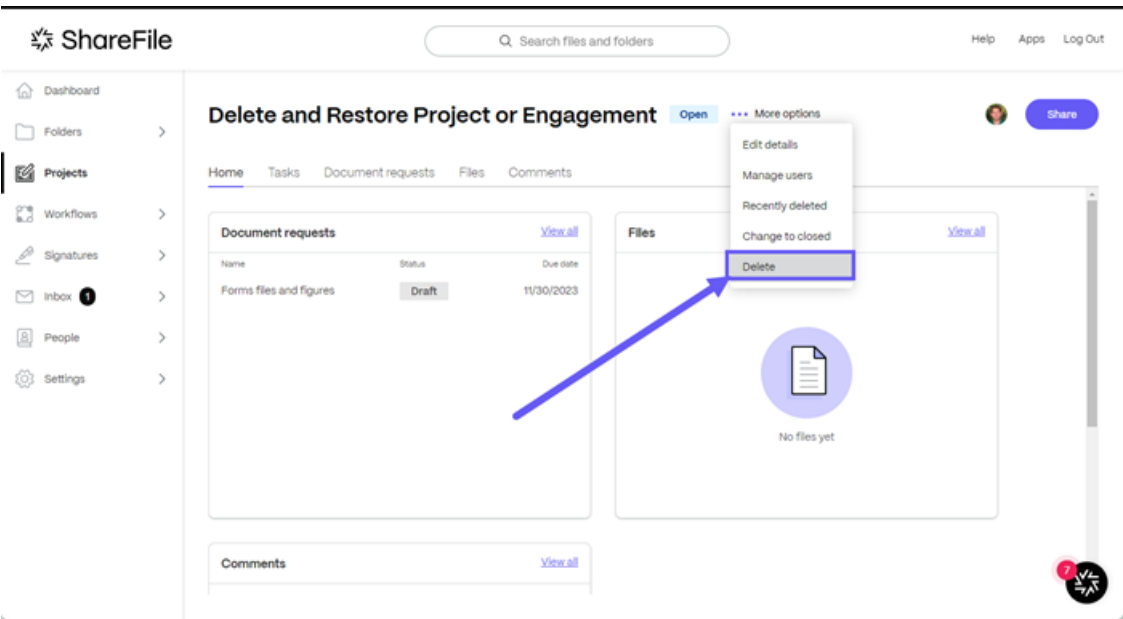 ShareFile
Search files and folders
Help Apps Log Out
Dashboard
Folders
Projects
Workflows
Signatures
Inbox 1
People
Settings
Delete and Restore Project or Engagement Open More options
Share
Edit details
Manage users
Recently deleted
Change to closed
Delete
Home Tasks Document requests Files Comments
Document requests View all
Name Status Due date
Forms files and figures Draft 11/30/2023
Files View all
No files yet
Comments View all
7